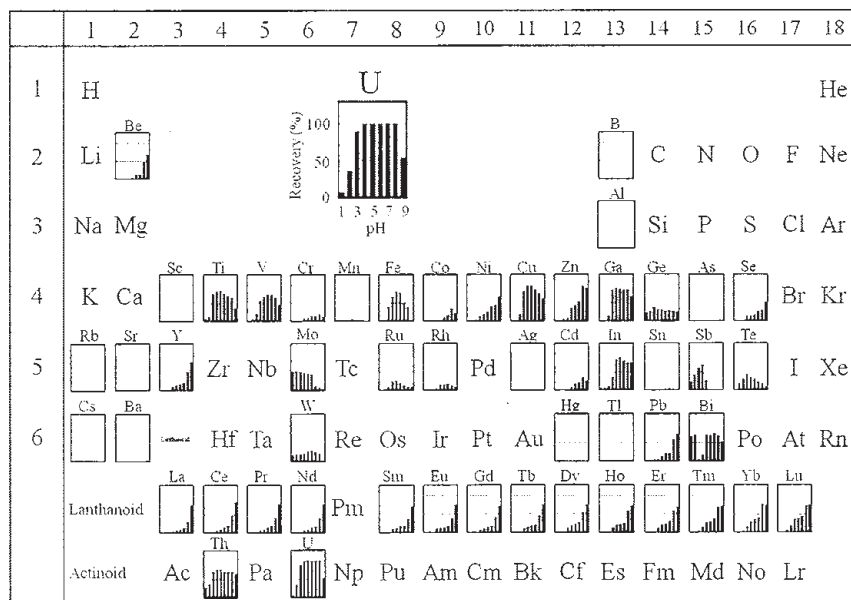 1 2 3 4 5 6 7 8 9 10 11 12 13 14 15 16 17 18
U
1 H He
Recovery (%)
100
50
0
1 3 5 7 9
pH
Be B
2 Li C N O F Ne
Al
3 Na Mg Si P S Cl Ar
Sc Ti V Cr Mn Fe Co Ni Cu Zn Ga Ge As Se
4 K Ca Br Kr
Rb Sr Y Mo Ru Rh Ag Cd In Sn Sb Te
5 Zr Nb Tc Pd I Xe
Cs Ba W Hg Tl Pb Bi
6 Lanthanoid Hf Ta Re Os Ir Pt Au Po At Rn
La Ce Pr Nd Sm Eu Gd Tb Dy Ho Er Tm Yb Lu
Lanthanoid Pm
Th U
Actinoid Ac Pa Np Pu Am Cm Bk Cf Es Fm Md No Lr